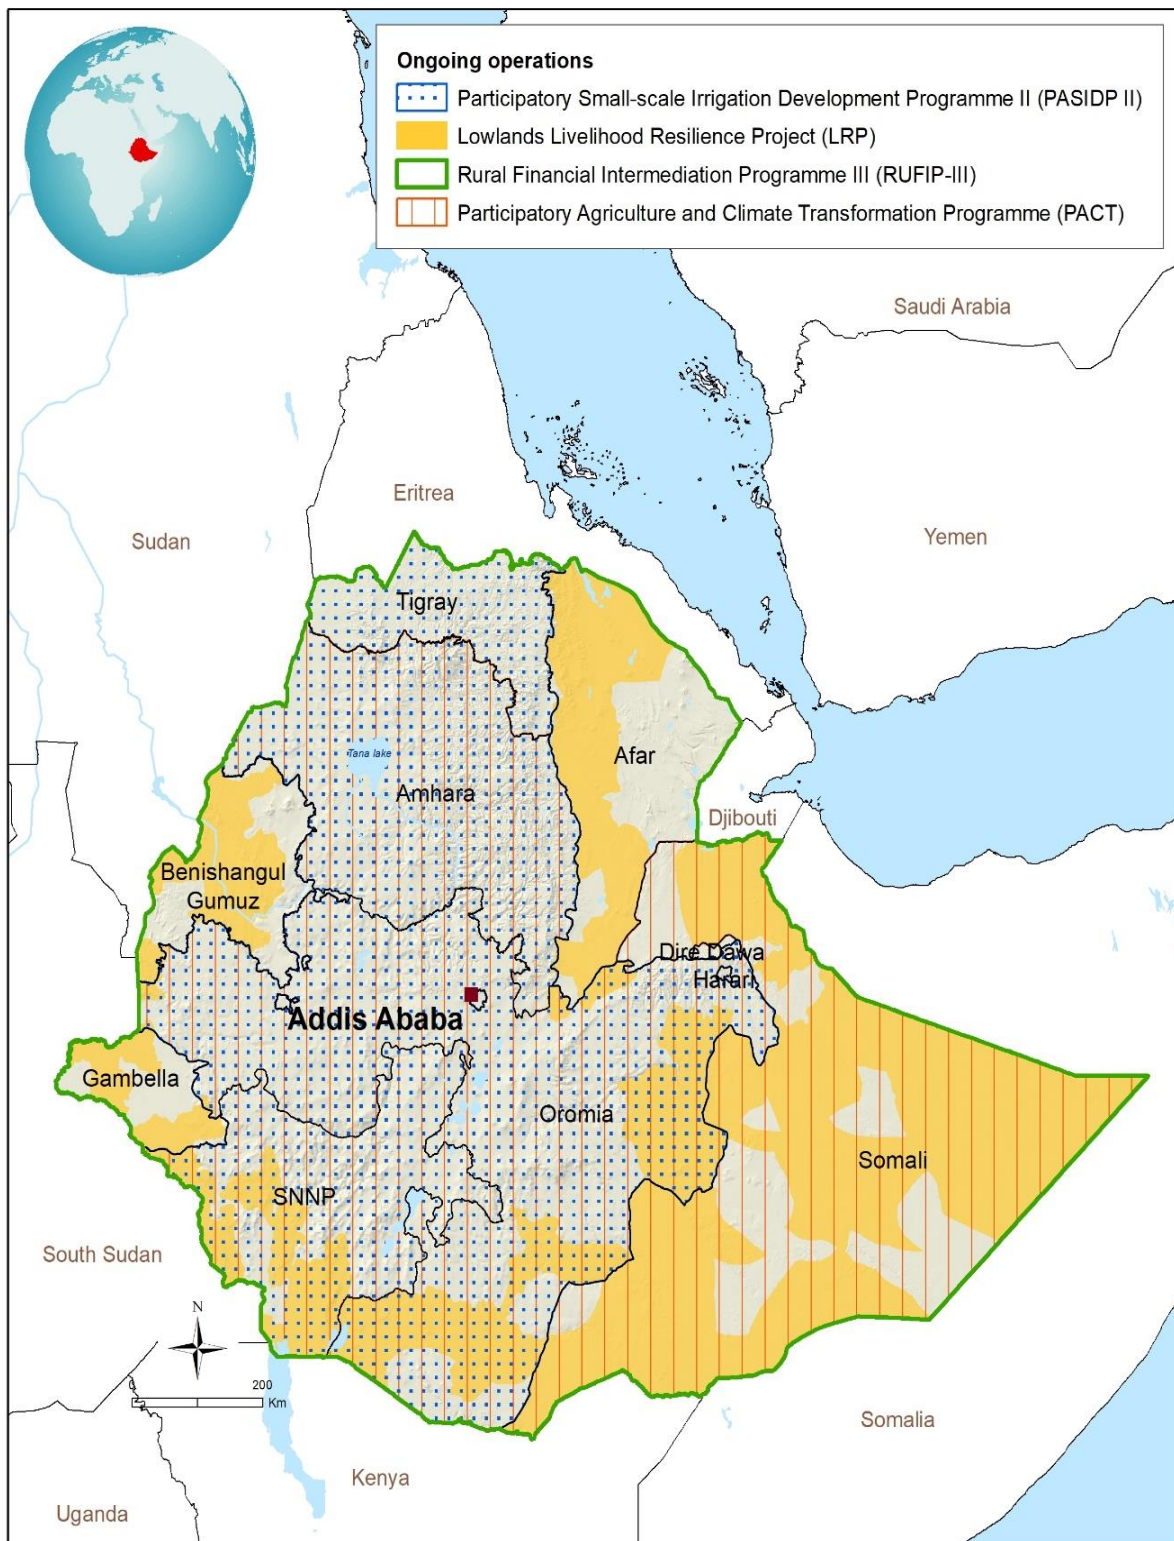 Ongoing operations
Participatory Small-scale Irrigation Development Programme II (PASIDP II)
Lowlands Livelihood Resilience Project (LRP)
Rural Financial Intermediation Programme III (RUFIP-III)
Participatory Agriculture and Climate Transformation Programme (PACT)
Saudi Arabia
Eritrea
Sudan
Yemen
Tigray
Tana lake
Afar
Amhara
Djibouti
Benishangul
Gumuz
Dire Dawa
Harari
Addis Ababa
Gambella
Oromia
Somali
SNNP
South Sudan
N
0 200
Km
Somalia
Kenya
Uganda